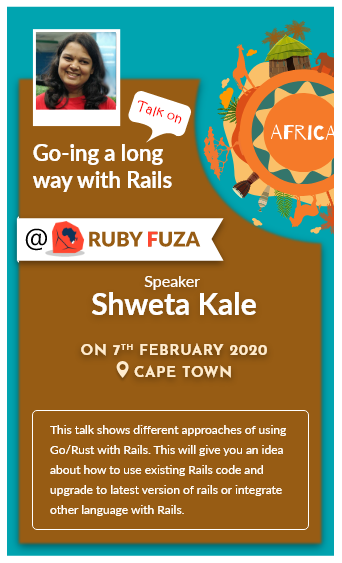 Talk on
AFRICA
Go-ing a long
way with Rails
@ RUBY FUZA
Speaker
Shweta Kale
ON 7TH FEBRUARY 2020
CAPE TOWN
This talk shows different approaches of using
Go/Rust with Rails. This will give you an idea
about how to use existing Rails code and
upgrade to latest version of rails or integrate
other language with Rails.